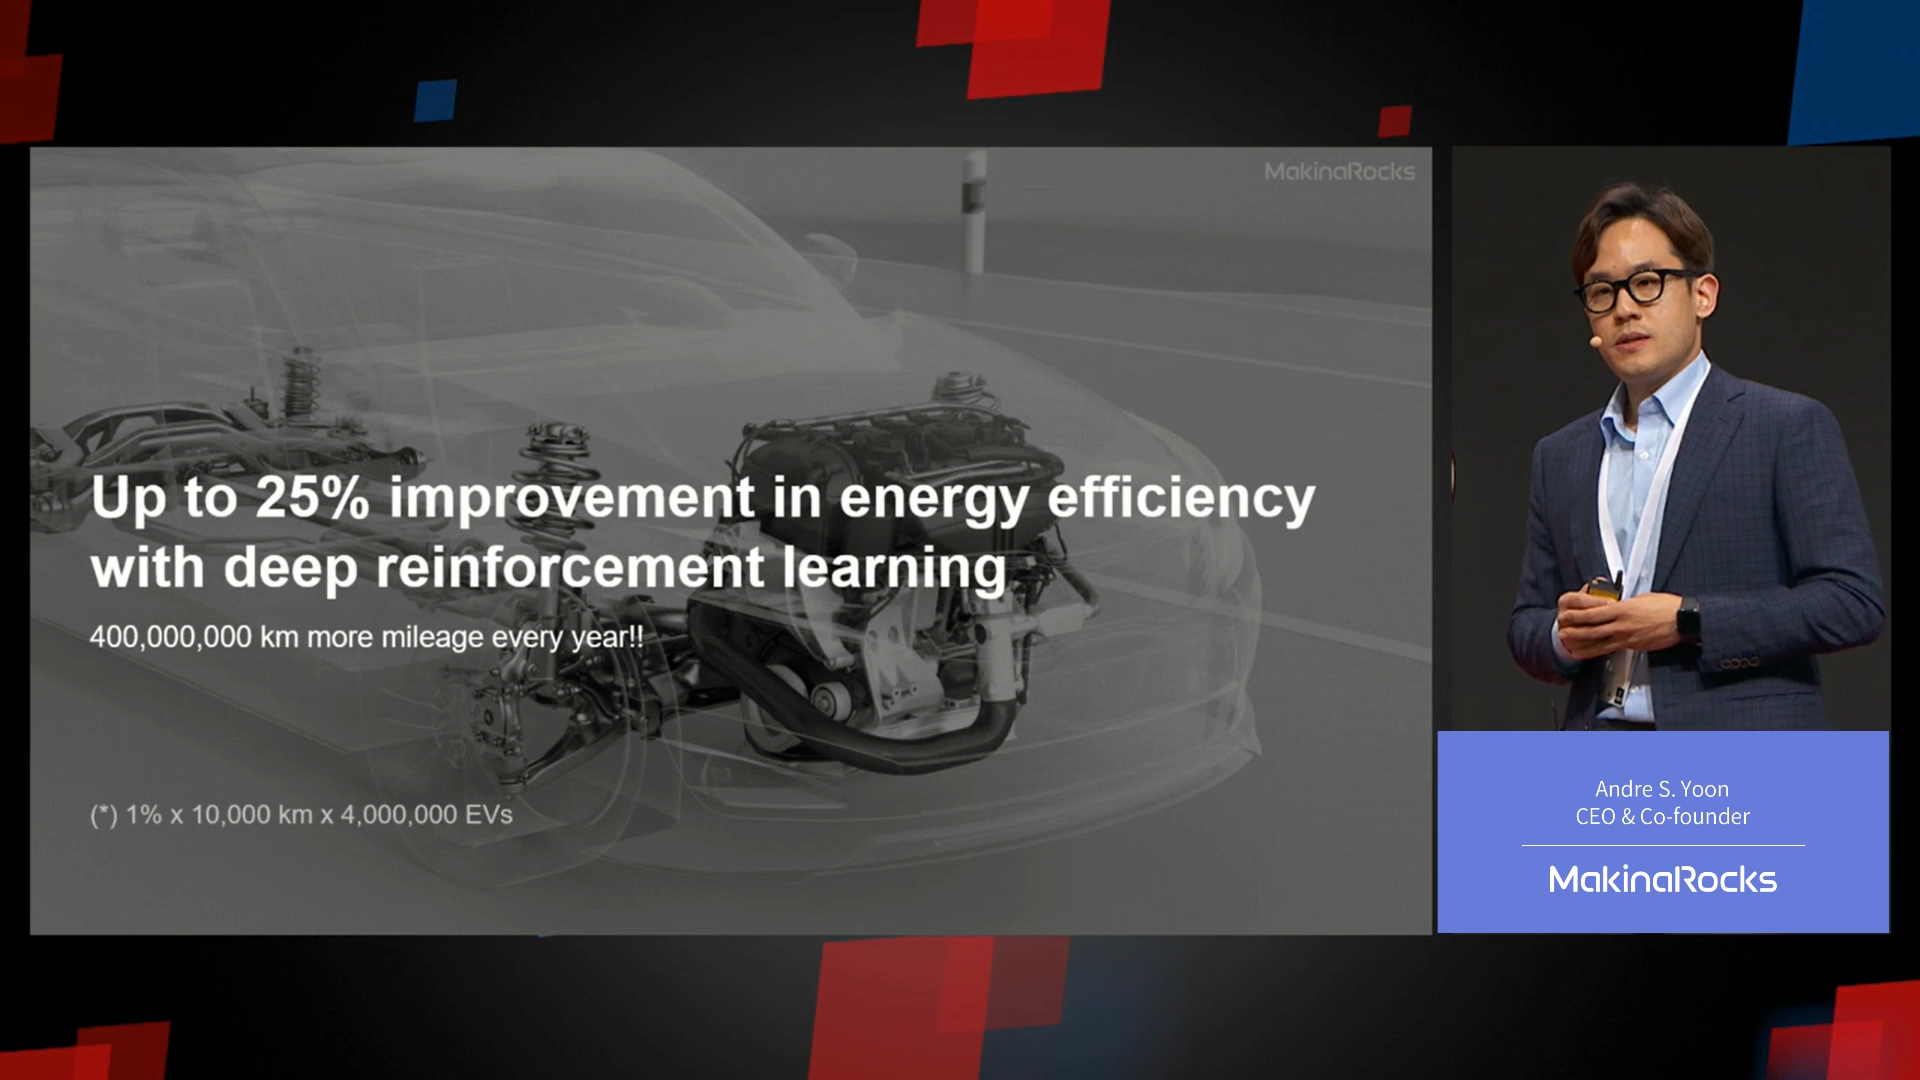 MakinaRocks
Up to 25% improvement in energy efficiency
with deep reinforcement learning
400,000,000 km more mileage every year!!
(*) 1% x 10,000 km x 4,000,000 EVs
Andre S. Yoon
CEO & Co-founder
MakinaRocks